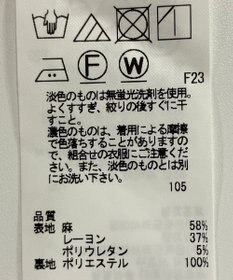 F W
F23
淡色のものは無蛍光洗剤を使用。
よくすすぎ、絞りの後すぐに干
すこと。
濃色のものは、着用による摩擦
で色落ちすることがありますの
で、組合せの衣服にご注意くだ
さい。また、淡色のものとは別
にお洗い下さい。
105
品質
表地 麻 58%
レーヨン 37%
ポリウレタン 5%
裏地 ポリエステル 100%